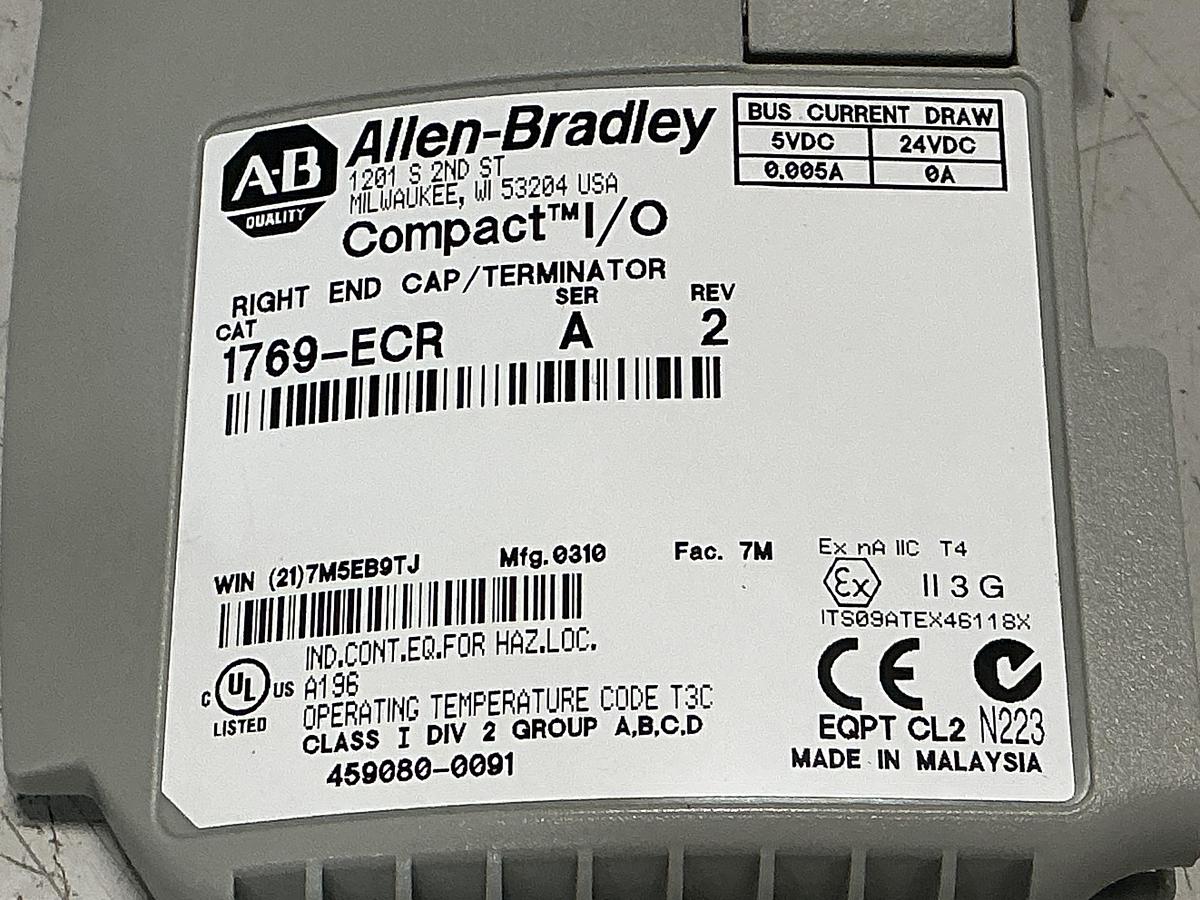 A-B
QUALITY
Allen-Bradley
1201 S 2ND ST
MILWAUKEE, WI 53204 USA
Compact™I/O
BUS CURRENT DRAW
5VDC 24VDC
0.005A 0A
RIGHT END CAP/TERMINATOR
CAT SER REV
1769-ECR A 2
WIN (21)7M5EB9TJ Mfg.0310 Fac. 7M
IND.CONT.EQ.FOR HAZ.LOC.
A196
OPERATING TEMPERATURE CODE T3C
CLASS I DIV 2 GROUP A,B,C,D
459080-0091
C UL US
LISTED
Ex nA IIC T4
Ex II 3 G
ITS09ATEX46118X
CE
EQPT CL2 N223
MADE IN MALAYSIA